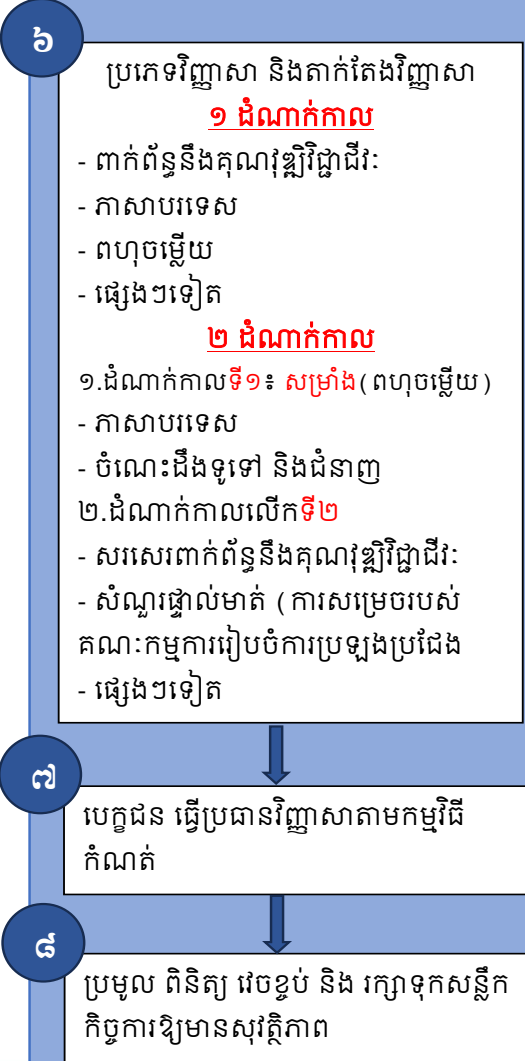 ៦
ប្រភេទវិញ្ញាសា និងតាក់តែងវិញ្ញាសា
១ ដំណាក់កាល
- ពាក់ព័ន្ធនឹងគុណវុឌ្ឍិវិជ្ជាជីវៈ
- ភាសាបរទេស
- ពហុចម្លើយ
- ផ្សេងៗទៀត
២ ដំណាក់កាល
១.ដំណាក់កាលទី១៖ សម្រាំង(ពហុចម្លើយ)
- ភាសាបរទេស
- ចំណេះដឹងទូទៅ និងជំនាញ
២.ដំណាក់កាលលើកទី២
- សរសេរពាក់ព័ន្ធនឹងគុណវុឌ្ឍិវិជ្ជាជីវៈ
- សំណួរផ្ទាល់មាត់ (ការសម្រេចរបស់
គណៈកម្មការរៀបចំការប្រឡងប្រជែង
- ផ្សេងៗទៀត
៧
បេក្ខជន ធ្វើប្រធានវិញ្ញាសាតាមកម្មវិធី
កំណត់
៨
ប្រមូល ពិនិត្យ វេចខ្ចប់ និង រក្សាទុកសន្លឹក
កិច្ចការឱ្យមានសុវត្ថិភាព